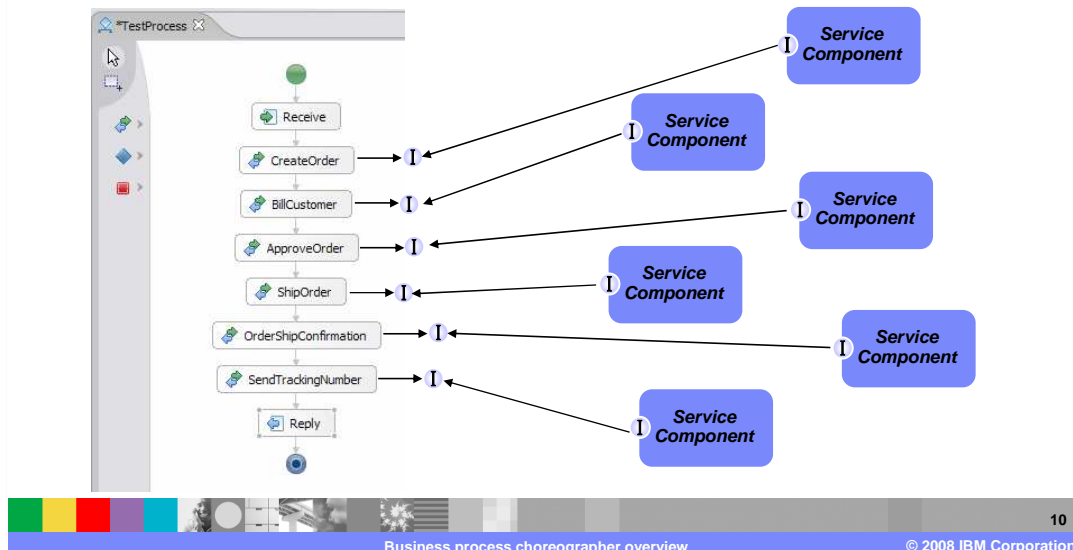 *TestProcess
Receive
CreateOrder
I
BillCustomer
I
ApproveOrder
I
ShipOrder
I
OrderShipConfirmation
I
SendTrackingNumber
I
Reply
I
Service
Component
I
Service
Component
I
Service
Component
I
Service
Component
I
Service
Component
I
Service
Component
10
Business process choreographer overview
© 2008 IBM Corporation